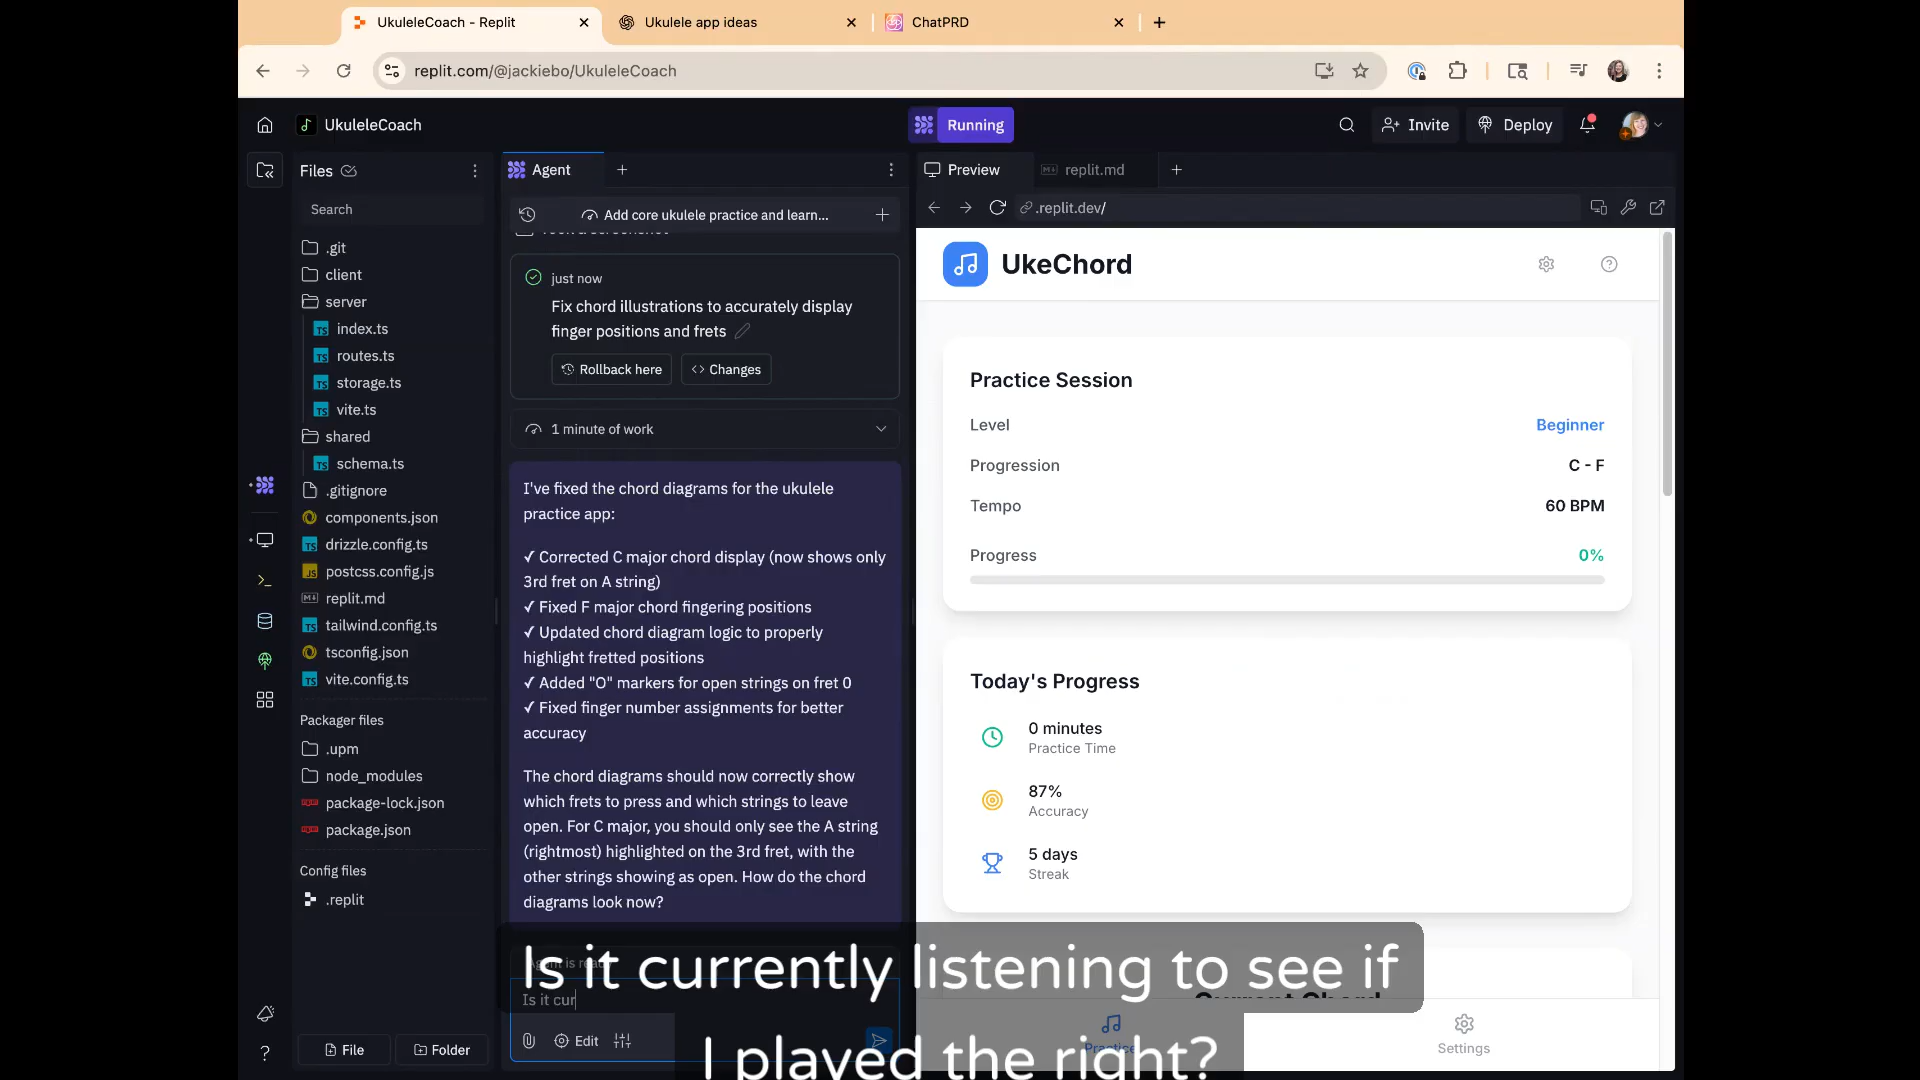 UkuleleCoach - Replit
Ukulele app ideas
ChatPRD
replit.com/@jackiebo/UkuleleCoach
UkuleleCoach
Running
Invite
Deploy
Files
Agent
Preview
replit.md
Search
Add core ukulele practice and learn...
.replit.dev/
.git
client
server
index.ts
routes.ts
storage.ts
vite.ts
shared
schema.ts
.gitignore
components.json
drizzle.config.ts
postcss.config.js
replit.md
tailwind.config.ts
tsconfig.json
vite.config.ts
Packager files
.upm
node_modules
package-lock.json
package.json
Config files
.replit
File
Folder
just now
Fix chord illustrations to accurately display
finger positions and frets
Rollback here
Changes
1 minute of work
I've fixed the chord diagrams for the ukulele
practice app:
✓ Corrected C major chord display (now shows only
3rd fret on A string)
✓ Fixed F major chord fingering positions
✓ Updated chord diagram logic to properly
highlight fretted positions
✓ Added "O" markers for open strings on fret 0
✓ Fixed finger number assignments for better
accuracy
The chord diagrams should now correctly show
which frets to press and which strings to leave
open. For C major, you should only see the A string
(rightmost) highlighted on the 3rd fret, with the
other strings showing as open. How do the chord
diagrams look now?
Is it cur
Edit
UkeChord
Practice Session
Level
Beginner
Progression
C - F
Tempo
60 BPM
Progress
0%
Today's Progress
0 minutes
Practice Time
87%
Accuracy
5 days
Streak
Current Chord
Practice
Settings
Is it currently listening to see if
I played the right?